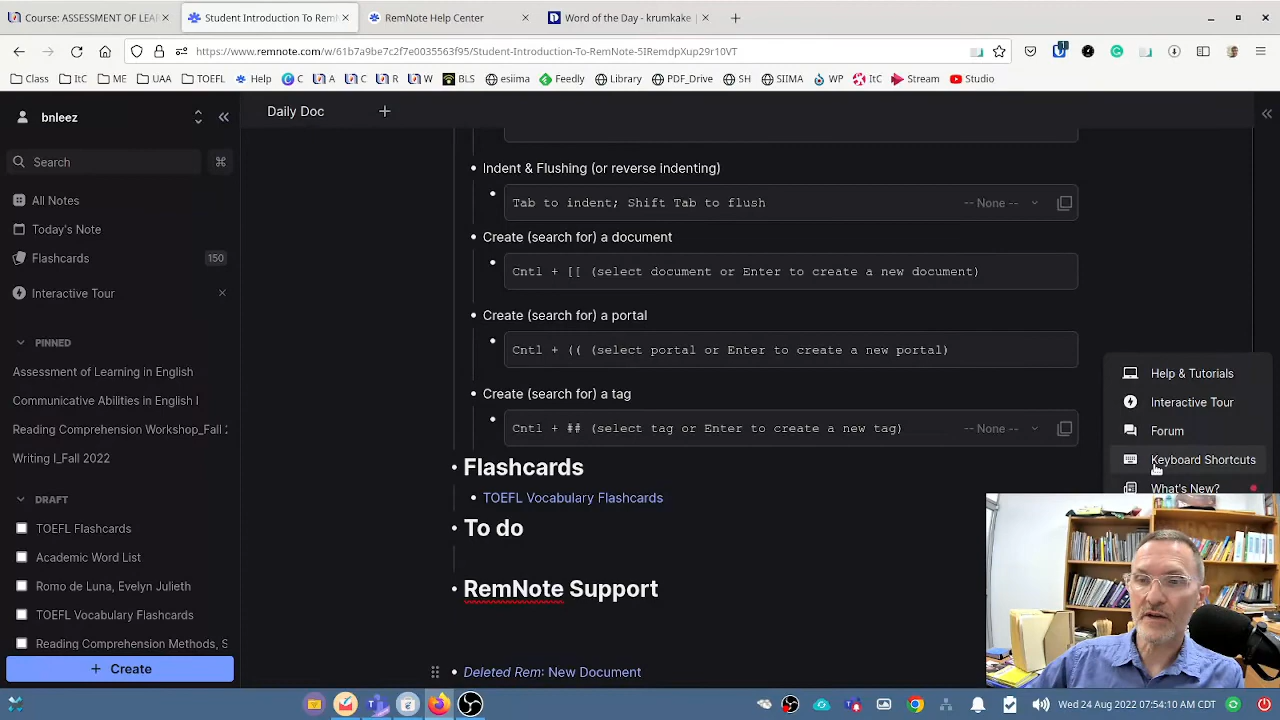 Course: ASSESSMENT OF LEA
Student Introduction To Rem
RemNote Help Center
Word of the Day - krumkake
https://www.remnote.com/w/61b7a9be7c2f7e0035563f95/Student-Introduction-To-RemNote-5IRemdpXup29r10VT
Class ItC ME UAA TOEFL Help C A C R W BLS esiima Feedly Library PDF_Drive SH SIIMA WP ItC Stream Studio
bnleez
Daily Doc
Search
All Notes
Today's Note
Flashcards 150
Interactive Tour
PINNED
Assessment of Learning in English
Communicative Abilities in English I
Reading Comprehension Workshop_Fall 2
Writing I_Fall 2022
DRAFT
TOEFL Flashcards
Academic Word List
Romo de Luna, Evelyn Julieth
TOEFL Vocabulary Flashcards
Reading Comprehension Methods, S
+ Create
Indent & Flushing (or reverse indenting)
Tab to indent; Shift Tab to flush -- None --
Create (search for) a document
Cntl + [[ (select document or Enter to create a new document)
Create (search for) a portal
Cntl + (( (select portal or Enter to create a new portal)
Create (search for) a tag
Cntl + ## (select tag or Enter to create a new tag) -- None --
Flashcards
TOEFL Vocabulary Flashcards
To do
RemNote Support
Deleted Rem: New Document
Help & Tutorials
Interactive Tour
Forum
Keyboard Shortcuts
What's New?
Wed 24 Aug 2022 07:54:10 AM CDT